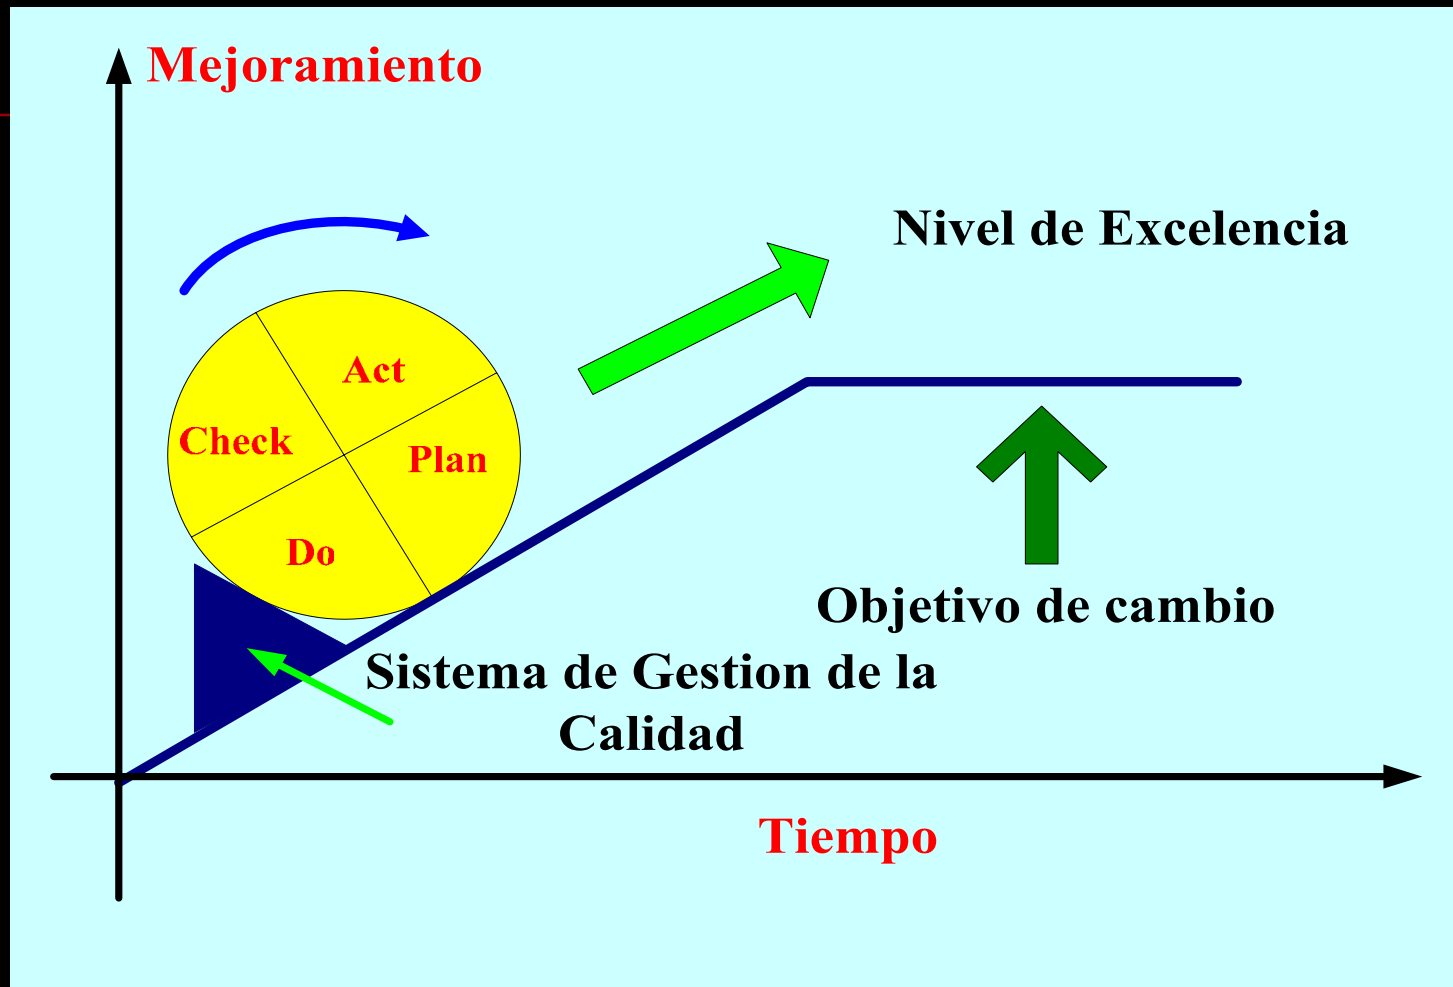 Mejoramiento
Nivel de Excelencia
Act
Check
Plan
Do
Objetivo de cambio
Sistema de Gestion de la
Calidad
Tiempo